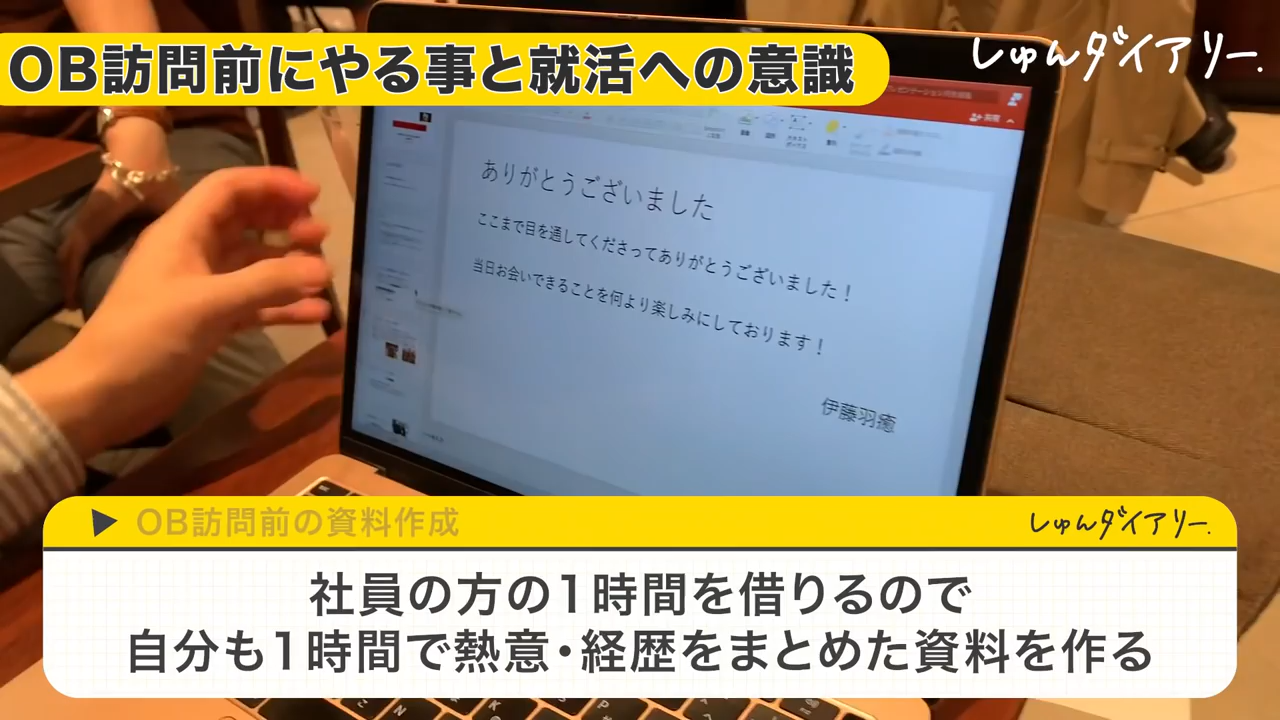 OB訪問前にやる事と就活への意識
しゅんダイアリー.
共有
ありがとうございました
ここまで目を通してくださってありがとうございました！
当日お会いできることを何より楽しみにしております！
伊藤羽癒
▶ OB訪問前の資料作成
しゅんダイアリー.
社員の方の1時間を借りるので
自分も1時間で熱意・経歴をまとめた資料を作る